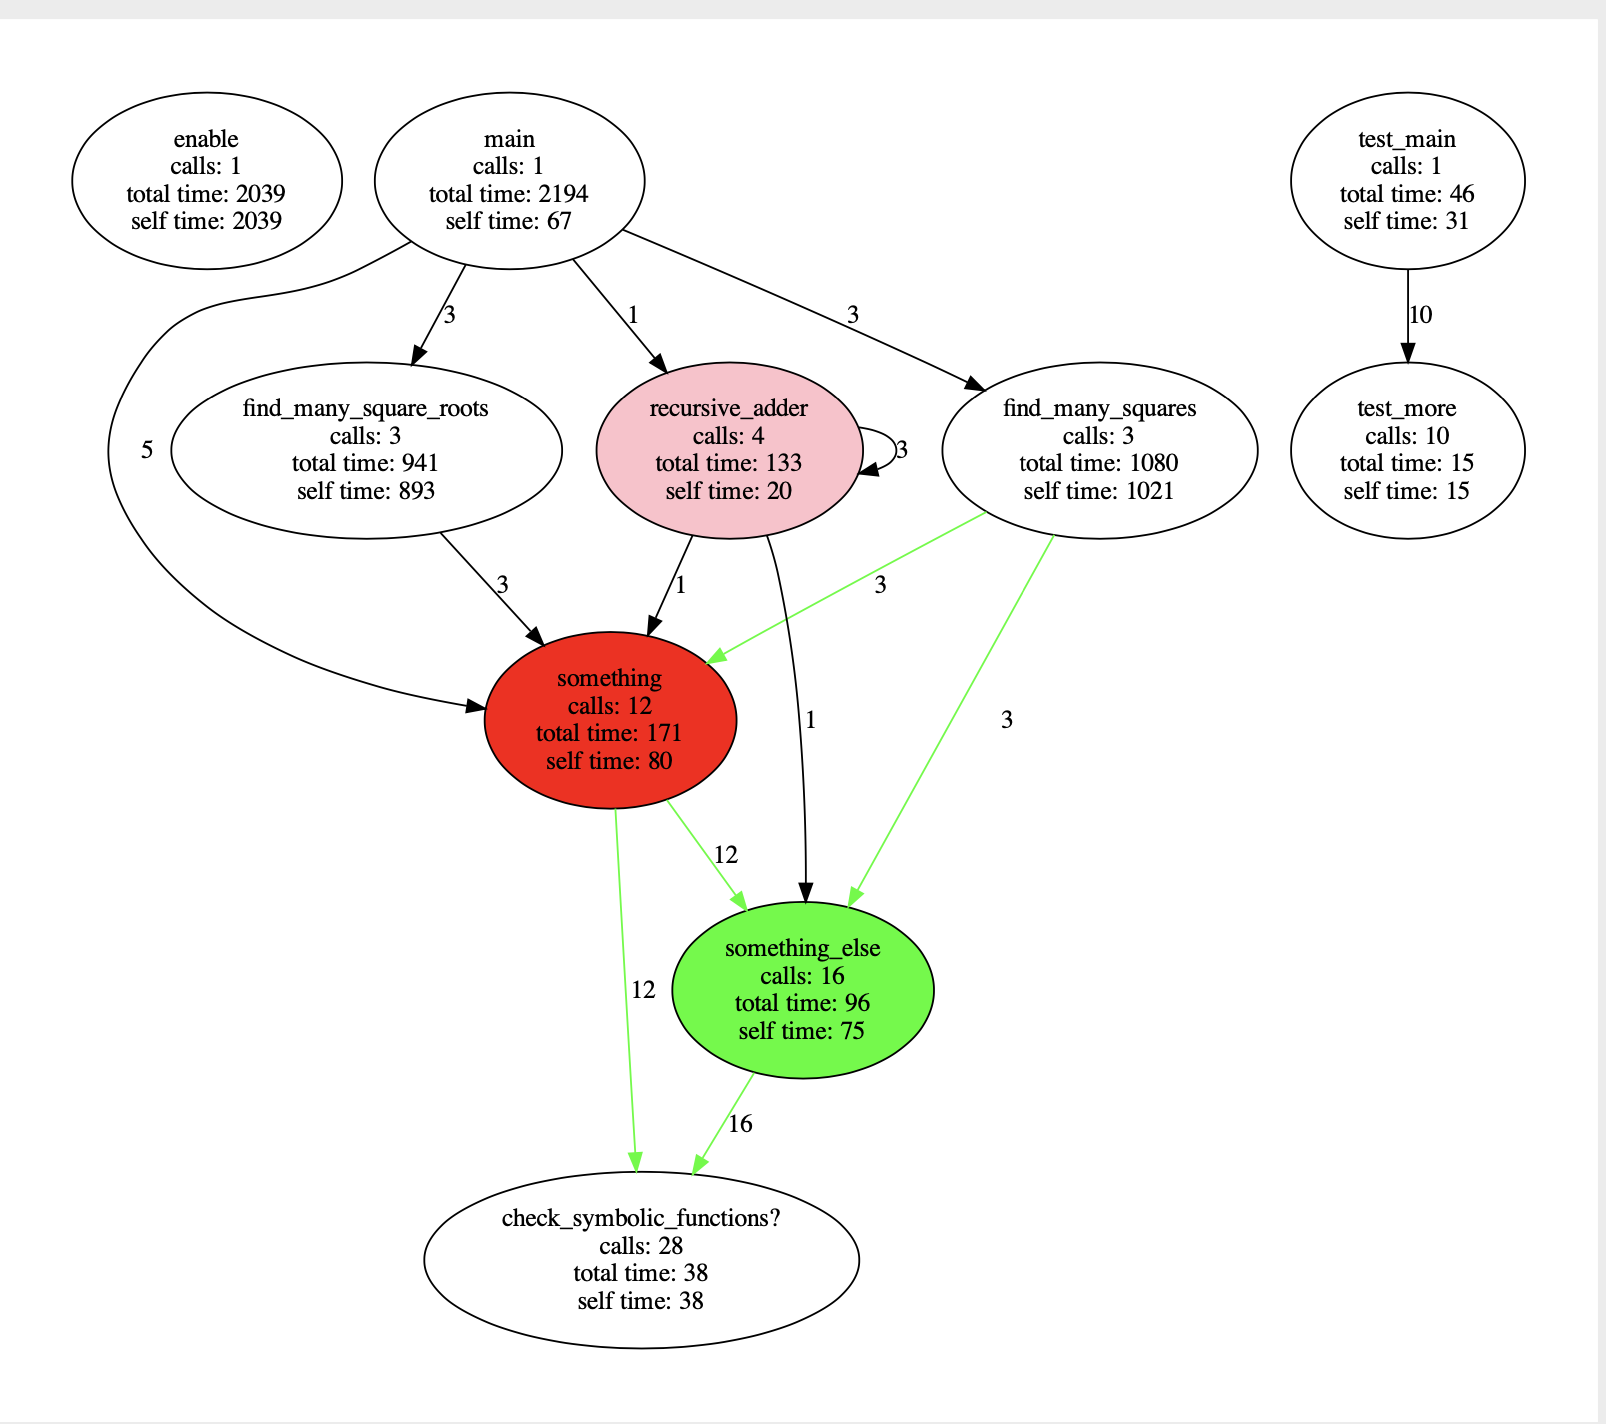 enable
calls: 1
total time: 2039
self time: 2039
main
calls: 1
total time: 2194
self time: 67
test_main
calls: 1
total time: 46
self time: 31
3
1
3
10
find_many_square_roots
calls: 3
total time: 941
self time: 893
recursive_adder
calls: 4
total time: 133
self time: 20
find_many_squares
calls: 3
total time: 1080
self time: 1021
test_more
calls: 10
total time: 15
self time: 15
5
3
3
1
3
something
calls: 12
total time: 171
self time: 80
1
3
12
something_else
calls: 16
total time: 96
self time: 75
12
16
check_symbolic_functions?
calls: 28
total time: 38
self time: 38